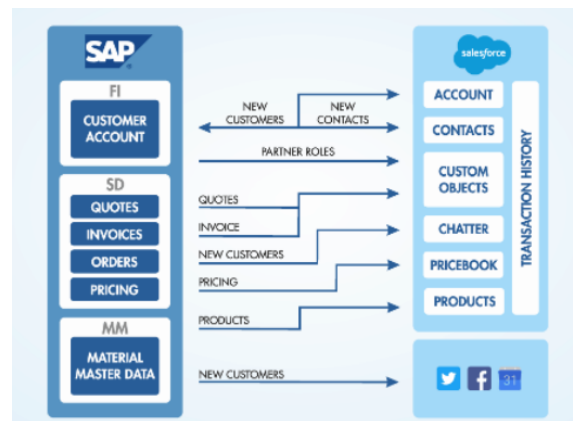 SAP
FI
CUSTOMER
ACCOUNT
SD
QUOTES
INVOICES
ORDERS
PRICING
MM
MATERIAL
MASTER DATA
NEW
CUSTOMERS
NEW
CONTACTS
PARTNER ROLES
QUOTES
INVOICE
NEW CUSTOMERS
PRICING
PRODUCTS
NEW CUSTOMERS
salesforce
ACCOUNT
CONTACTS
CUSTOM
OBJECTS
CHATTER
PRICEBOOK
PRODUCTS
TRANSACTION HISTORY
31